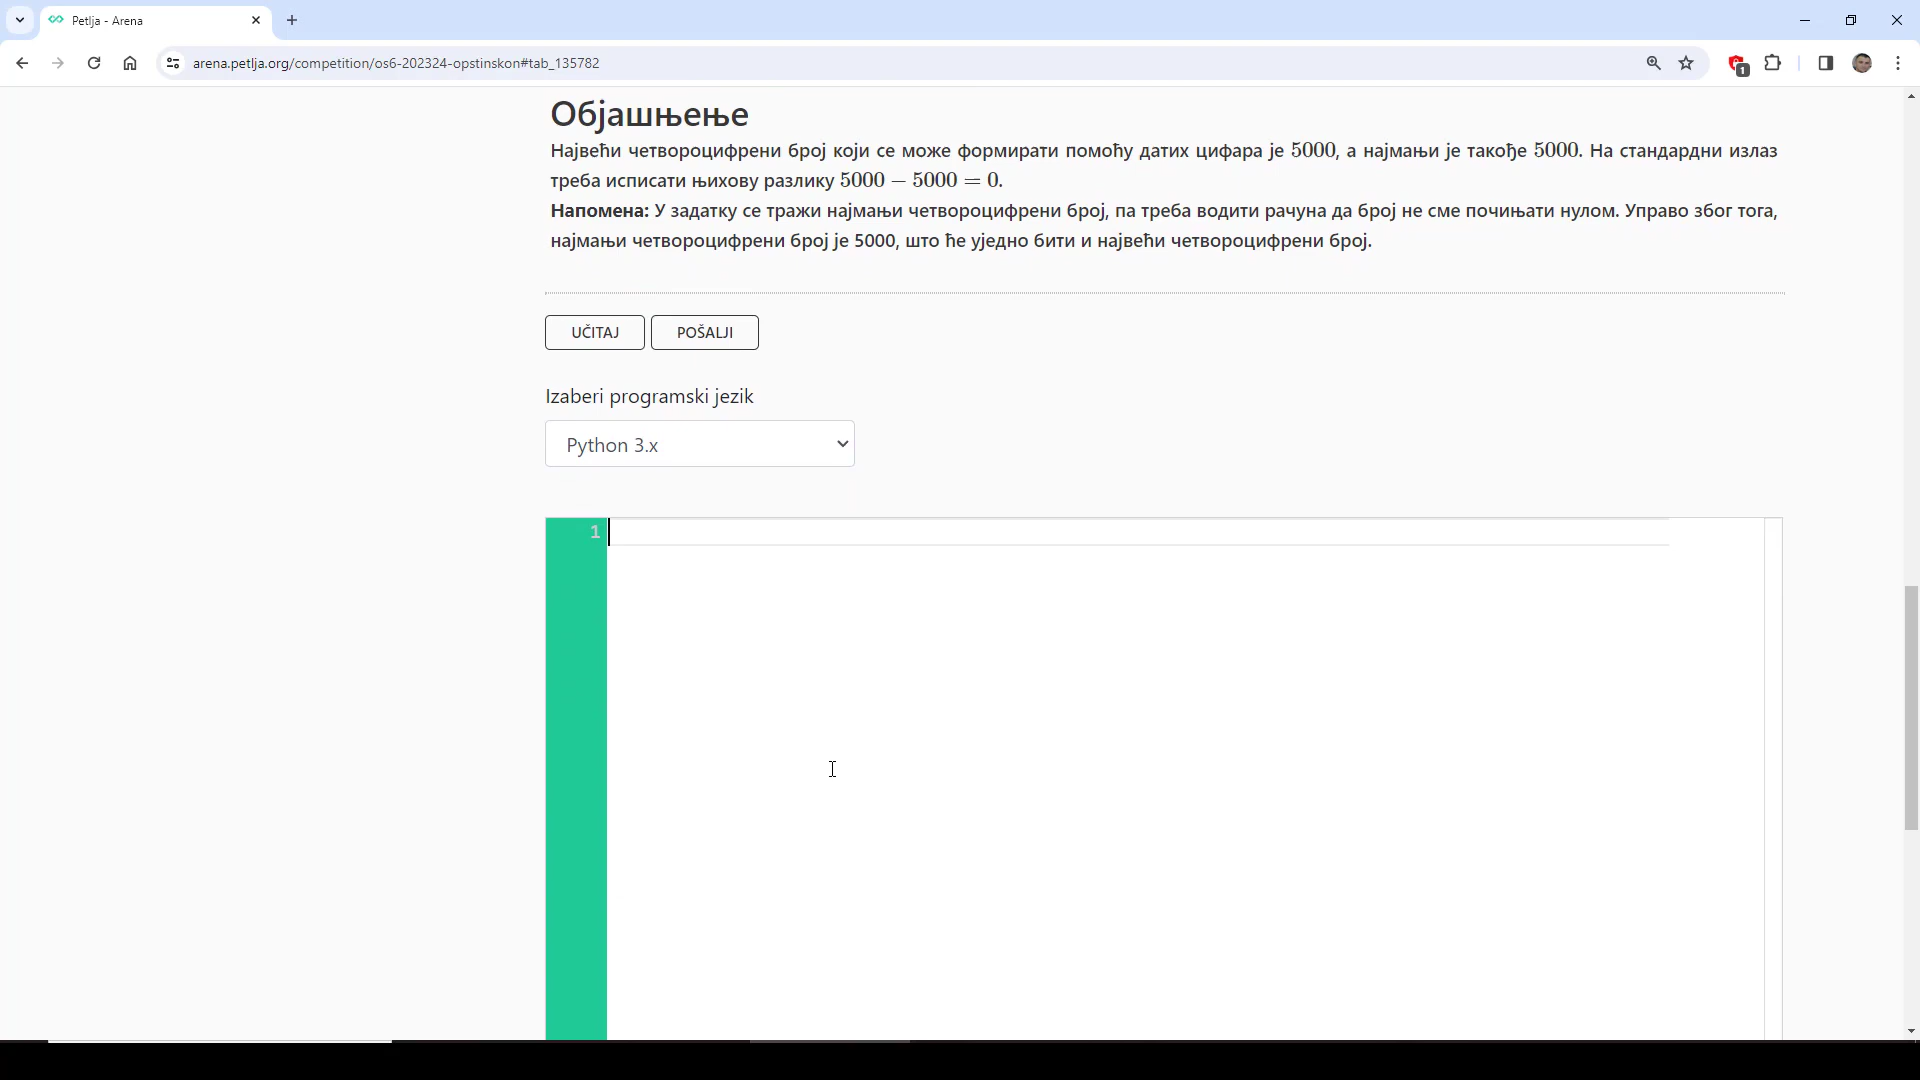 Petlja - Arena
arena.petlja.org/competition/os6-202324-opstinskon#tab_135782
1
Објашњење
Највећи четвороцифрени број који се може формирати помоћу датих цифара је 5000, а најмањи је такође 5000. На стандардни излаз
треба исписати њихову разлику 5000 − 5000 = 0.
Напомена: У задатку се тражи најмањи четвороцифрени број, па треба водити рачуна да број не сме почињати нулом. Управо због тога,
најмањи четвороцифрени број је 5000, што ће уједно бити и највећи четвороцифрени број.
UČITAJ POŠALJI
Izaberi programski jezik
Python 3.x
1